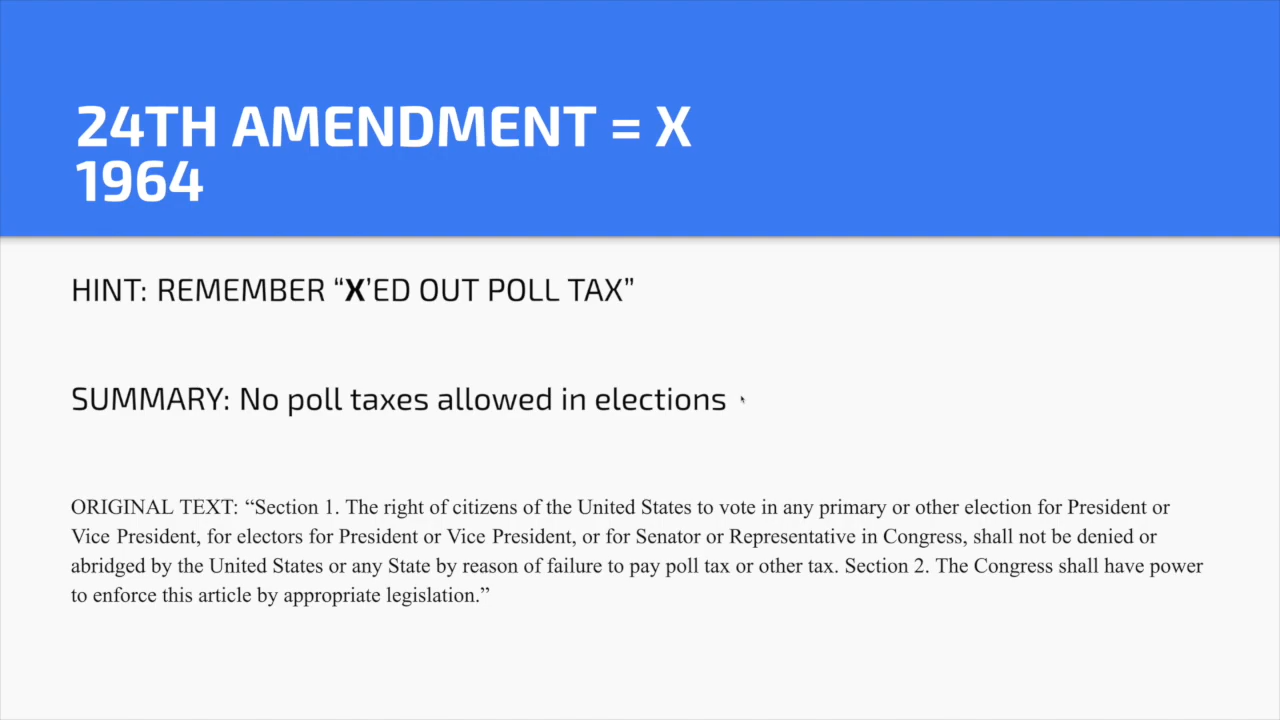 24TH AMENDMENT = X
1964
HINT: REMEMBER “X’ED OUT POLL TAX”
SUMMARY: No poll taxes allowed in elections
ORIGINAL TEXT: “Section 1. The right of citizens of the United States to vote in any primary or other election for President or
Vice President, for electors for President or Vice President, or for Senator or Representative in Congress, shall not be denied or
abridged by the United States or any State by reason of failure to pay poll tax or other tax. Section 2. The Congress shall have power
to enforce this article by appropriate legislation.”